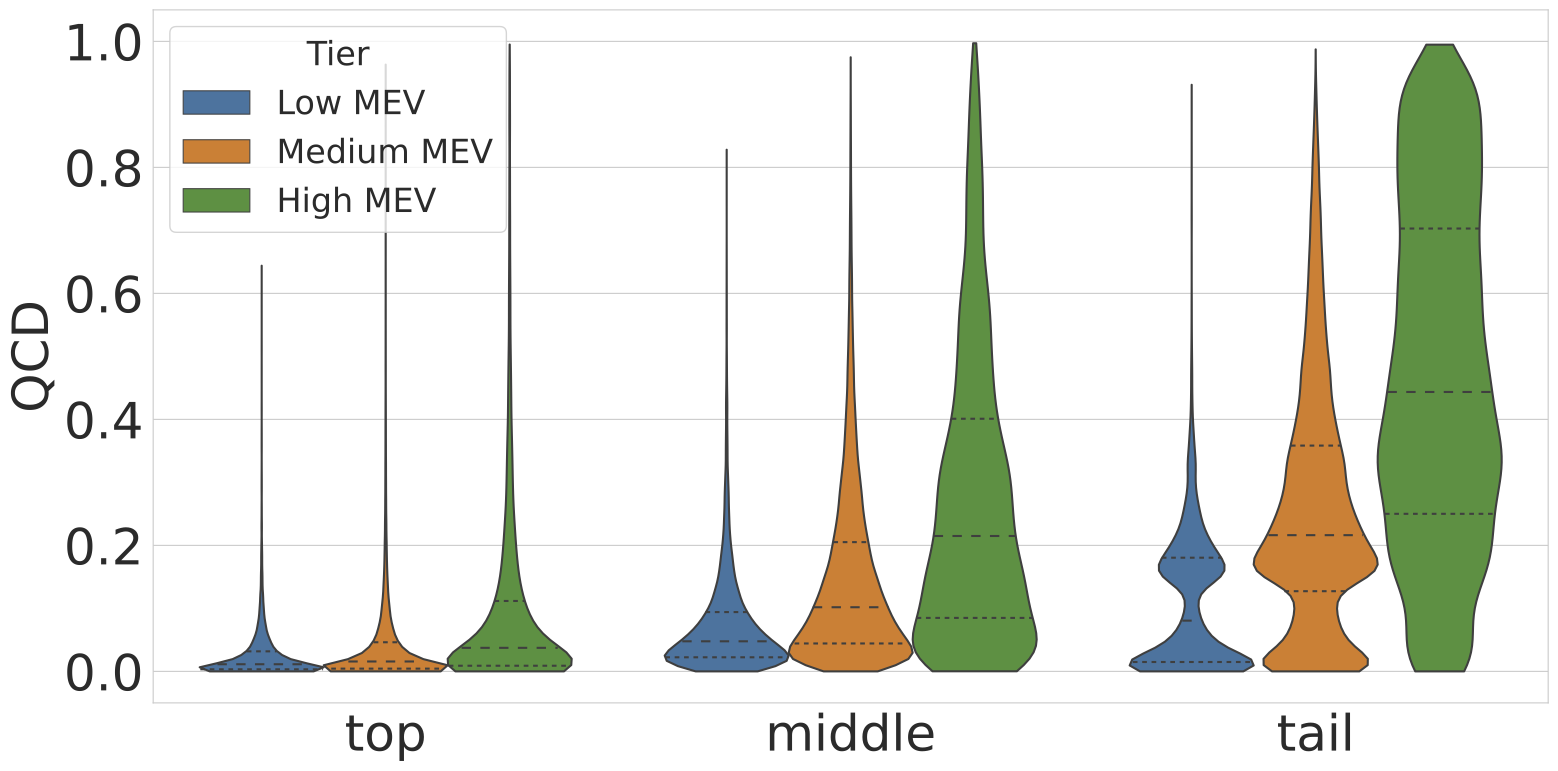 1.0
0.8
0.6
0.4
0.2
0.0
QCD
Tier
Low MEV
Medium MEV
High MEV
top
middle
tail